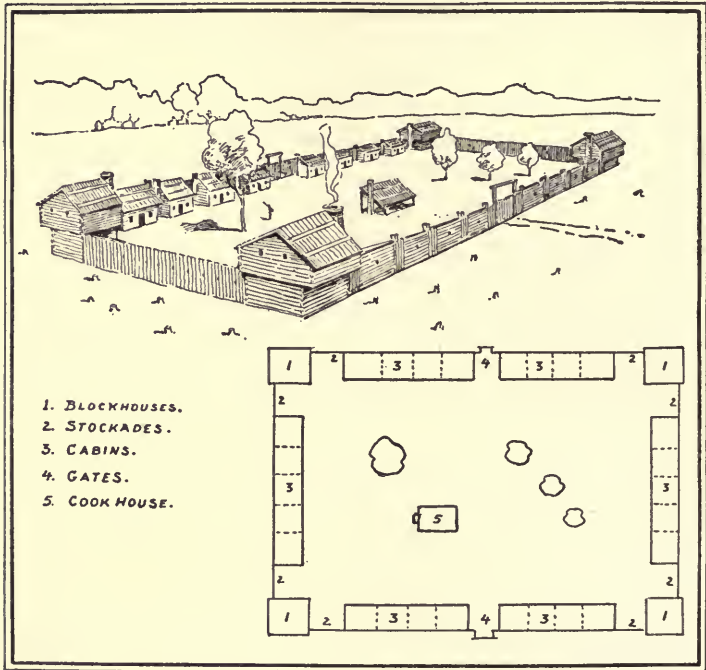 1. BLOCKHOUSES.
2. STOCKADES.
3. CABINS.
4. GATES.
5. COOK HOUSE.
1 2 3 4 3 2 1
2 2
3 3
5
2 2
1 2 3 4 3 2 1